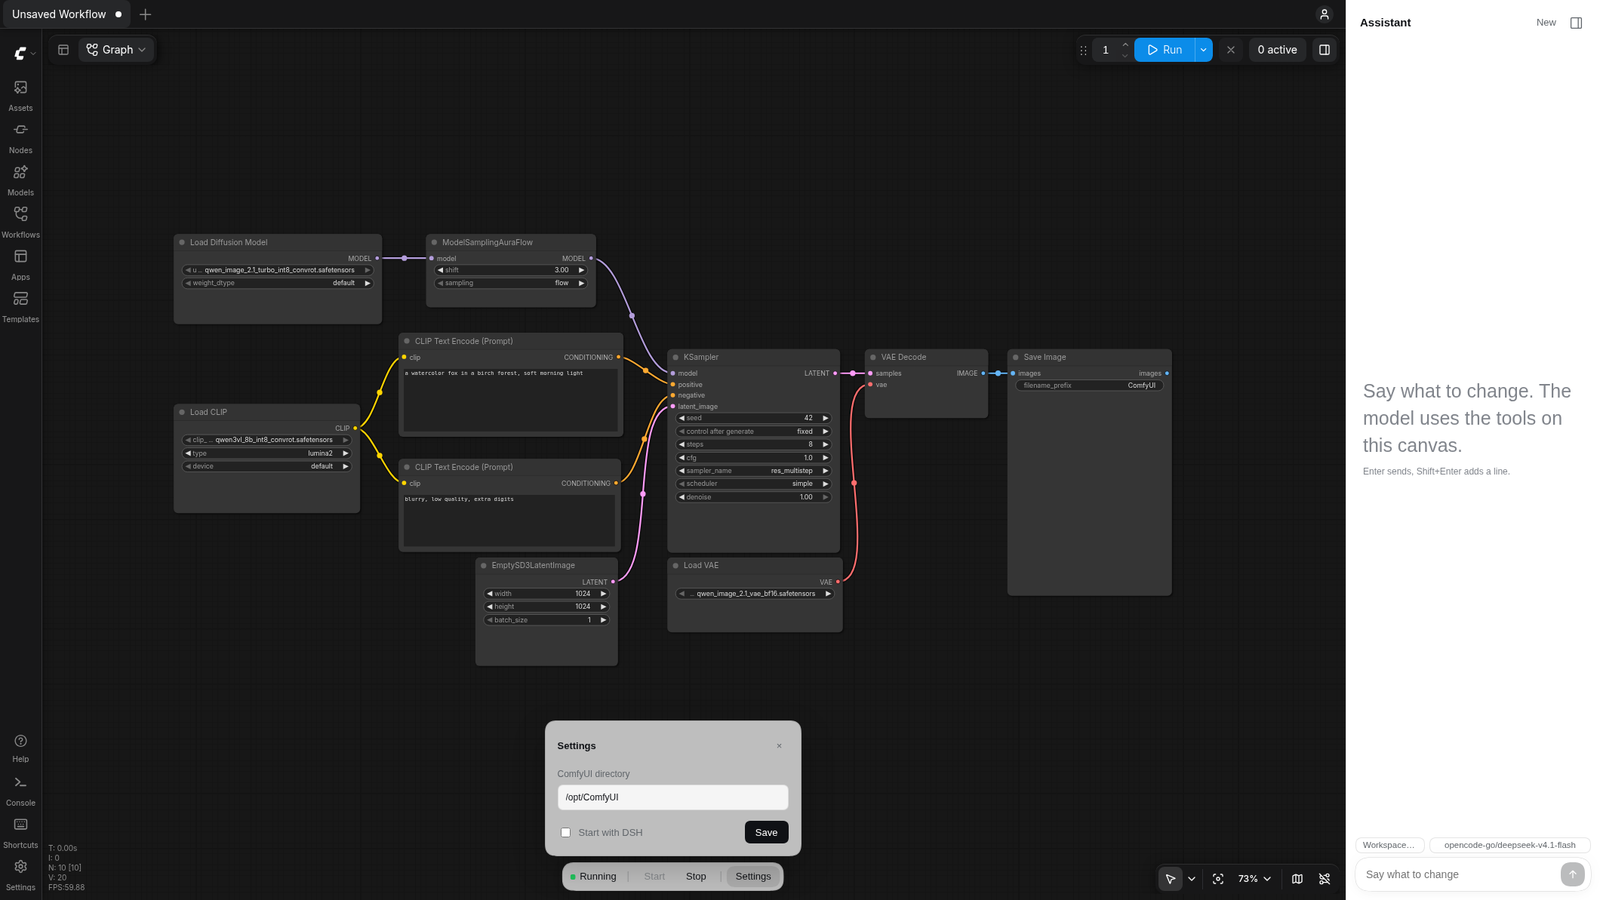 Unsaved Workflow
Assistant
New
Graph
1
Run
0 active
Assets
Nodes
Models
Workflows
Apps
Templates
Help
Console
Shortcuts
Settings
Load Diffusion Model
MODEL
u... qwen_image_2.1_turbo_int8_convrot.safetensors
weight_dtype default
ModelSamplingAuraFlow
model MODEL
shift 3.00
sampling flow
CLIP Text Encode (Prompt)
clip CONDITIONING
a watercolor fox in a birch forest, soft morning light
Load CLIP
CLIP
clip_... qwen3vl_8b_int8_convrot.safetensors
type lumina2
device default
CLIP Text Encode (Prompt)
clip CONDITIONING
blurry, low quality, extra digits
EmptySD3LatentImage
LATENT
width 1024
height 1024
batch_size 1
KSampler
model LATENT
positive
negative
latent_image
seed 42
control after generate fixed
steps 8
cfg 1.0
sampler_name res_multistep
scheduler simple
denoise 1.00
Load VAE
VAE
... qwen_image_2.1_vae_bf16.safetensors
VAE Decode
samples IMAGE
vae
Save Image
images images
filename_prefix ComfyUI
Settings
×
ComfyUI directory
/opt/ComfyUI
Start with DSH
Save
Running
Start
Stop
Settings
T: 0.00s
I: 0
N: 10 [10]
V: 20
FPS:59.88
73%
Say what to change. The
model uses the tools on
this canvas.
Enter sends, Shift+Enter adds a line.
Workspace...
opencode-go/deepseek-v4.1-flash
Say what to change